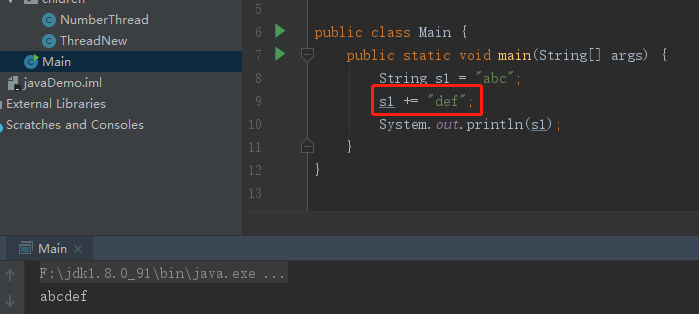 children
NumberThread
ThreadNew
Main
javaDemo.iml
External Libraries
Scratches and Consoles
5
6 public class Main {
7 public static void main(String[] args) {
8 String s1 = "abc";
9 s1 += "def";
10 System.out.println(s1);
11 }
12 }
13
Main ×
F:\jdk1.8.0_91\bin\java.exe ...
abcdef